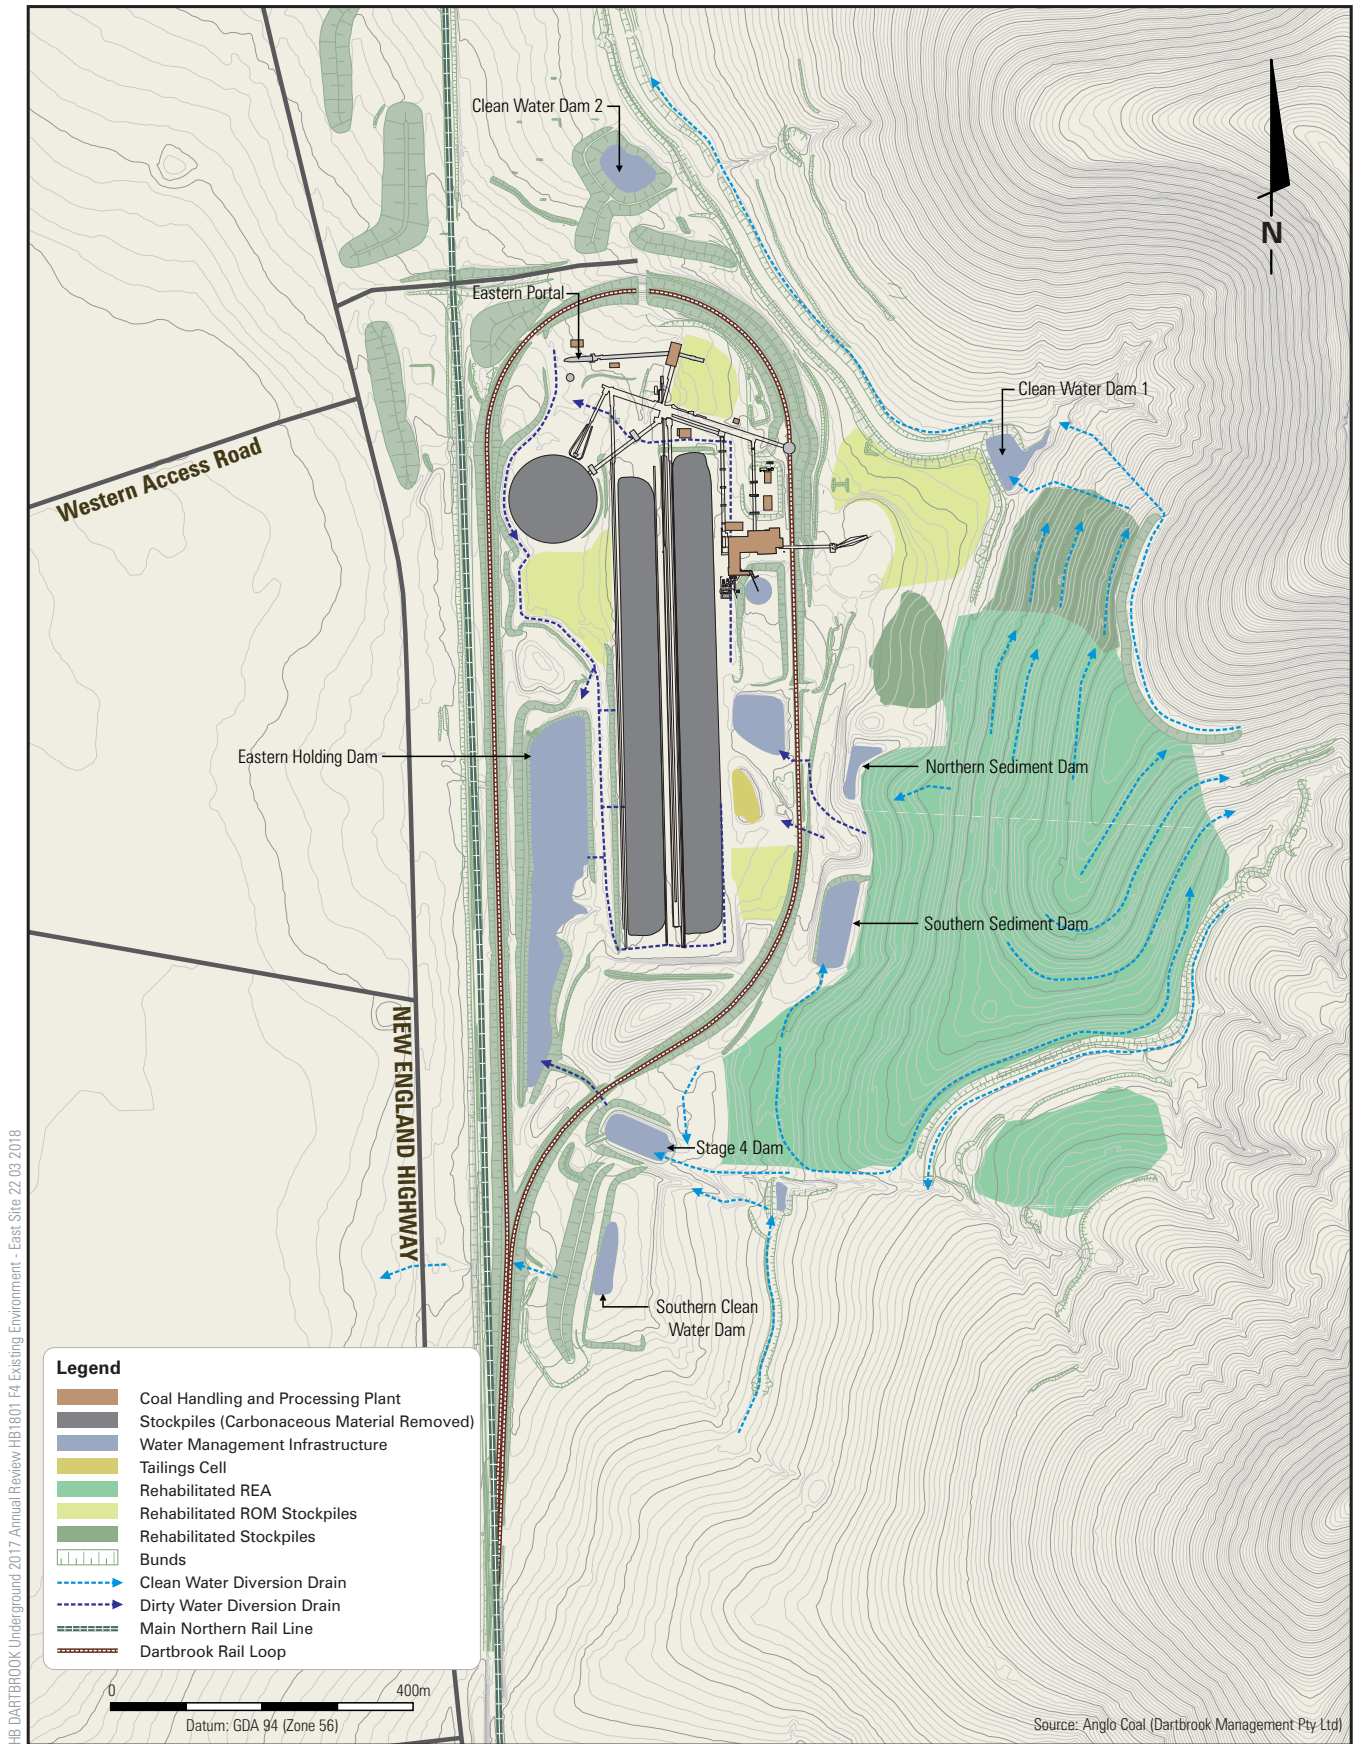 Clean Water Dam 2
N
Eastern Portal
Clean Water Dam 1
Western Access Road
Eastern Holding Dam
Northern Sediment Dam
Southern Sediment Dam
NEW ENGLAND HIGHWAY
Stage 4 Dam
Southern Clean
Water Dam
Legend
Coal Handling and Processing Plant
Stockpiles (Carbonaceous Material Removed)
Water Management Infrastructure
Tailings Cell
Rehabilitated REA
Rehabilitated ROM Stockpiles
Rehabilitated Stockpiles
Bunds
Clean Water Diversion Drain
Dirty Water Diversion Drain
Main Northern Rail Line
Dartbrook Rail Loop
0 400m
Datum: GDA 94 (Zone 56)
Source: Anglo Coal (Dartbrook Management Pty Ltd)
HB DARTBROOK Underground 2017 Annual Review HB1801 F4 Existing Environment - East Site 22 03 2018